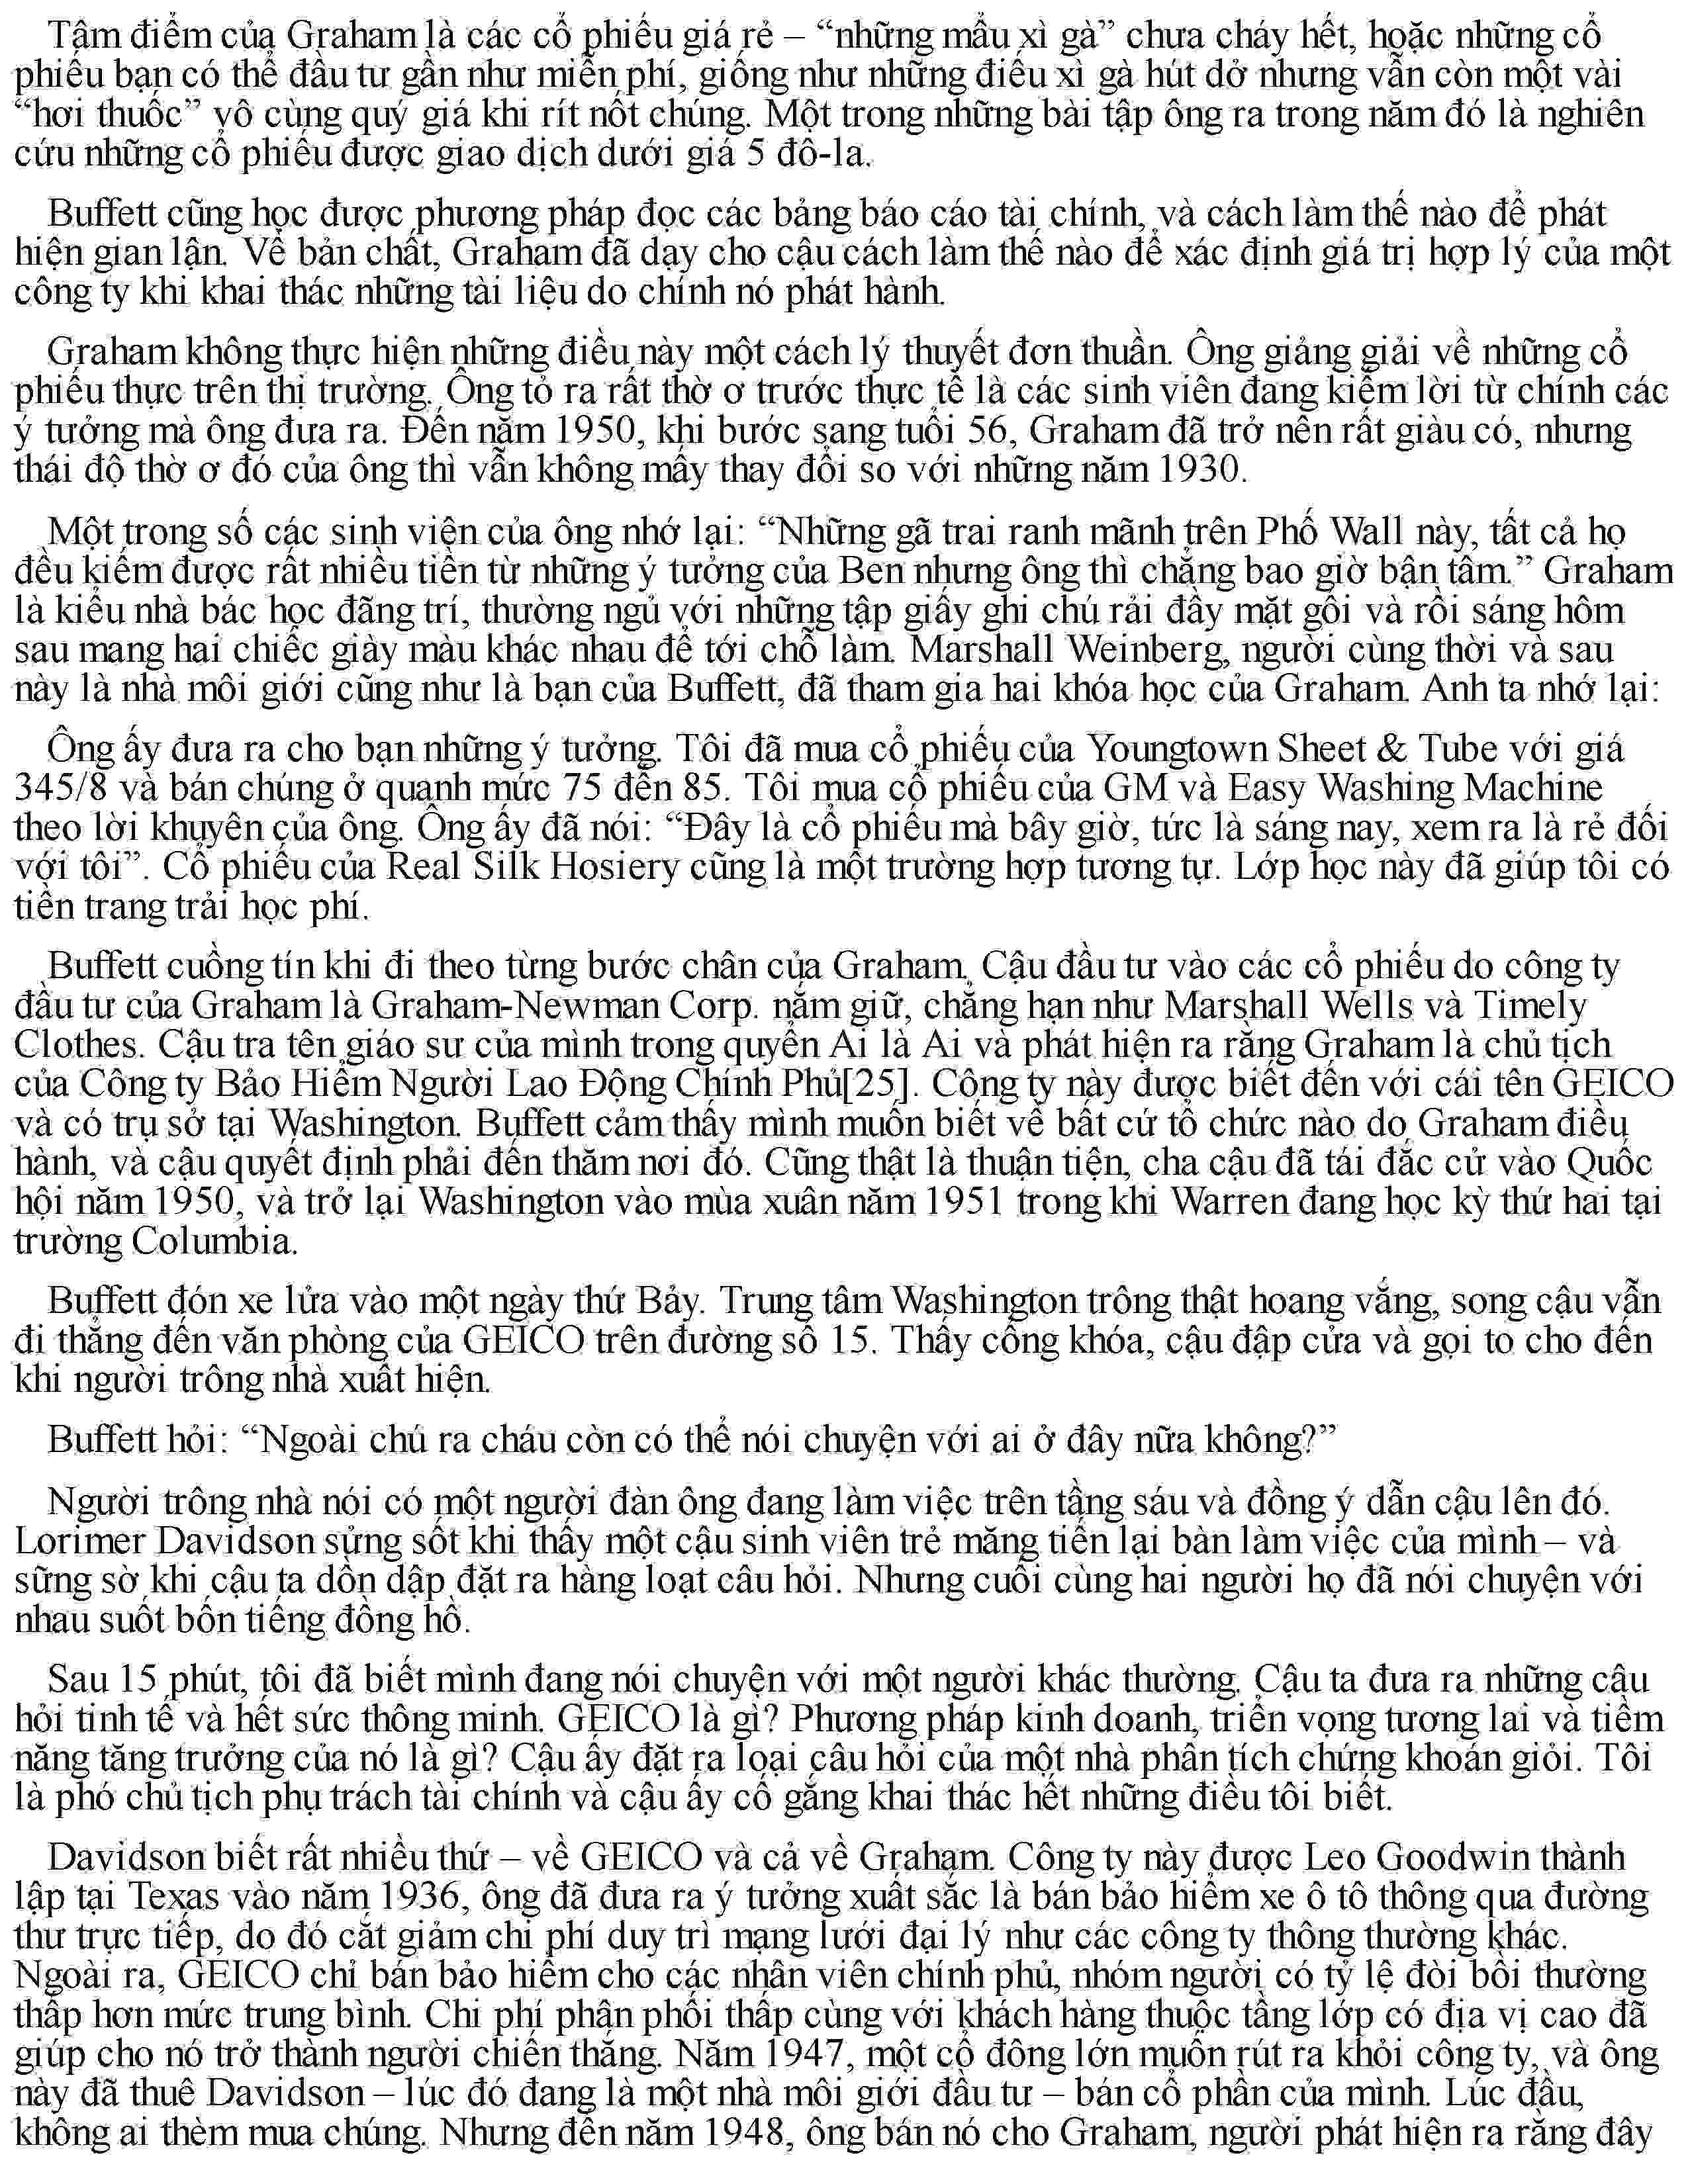 Tâm điểm của Graham là các cổ phiếu giá rẻ – “những mẩu xì gà” chưa cháy hết, hoặc những cổ
phiếu bạn có thể đầu tư gần như miễn phí, giống như những điếu xì gà hút dở nhưng vẫn còn một vài
“hơi thuốc” vô cùng quý giá khi rít nốt chúng. Một trong những bài tập ông ra trong năm đó là nghiên
cứu những cổ phiếu được giao dịch dưới giá 5 đô-la.
Buffett cũng học được phương pháp đọc các bảng báo cáo tài chính, và cách làm thế nào để phát
hiện gian lận. Về bản chất, Graham đã dạy cho cậu cách làm thế nào để xác định giá trị hợp lý của một
công ty khi khai thác những tài liệu do chính nó phát hành.
Graham không thực hiện những điều này một cách lý thuyết đơn thuần. Ông giảng giải về những cổ
phiếu thực trên thị trường. Ông tỏ ra rất thờ ơ trước thực tế là các sinh viên đang kiếm lời từ chính các
ý tưởng mà ông đưa ra. Đến năm 1950, khi bước sang tuổi 56, Graham đã trở nên rất giàu có, nhưng
thái độ thờ ơ đó của ông thì vẫn không mấy thay đổi so với những năm 1930.
Một trong số các sinh viên của ông nhớ lại: “Những gã trai ranh mãnh trên Phố Wall này, tất cả họ
đều kiếm được rất nhiều tiền từ những ý tưởng của Ben nhưng ông thì chẳng bao giờ bận tâm.” Graham
là kiểu nhà bác học đãng trí, thường ngủ với những tập giấy ghi chú rải đầy mặt gối và rồi sáng hôm
sau mang hai chiếc giày màu khác nhau để tới chỗ làm. Marshall Weinberg, người cùng thời và sau
này là nhà môi giới cũng như là bạn của Buffett, đã tham gia hai khóa học của Graham. Anh ta nhớ lại:
Ông ấy đưa ra cho bạn những ý tưởng. Tôi đã mua cổ phiếu của Youngtown Sheet & Tube với giá
345/8 và bán chúng ở quanh mức 75 đến 85. Tôi mua cổ phiếu của GM và Easy Washing Machine
theo lời khuyên của ông. Ông ấy đã nói: “Đây là cổ phiếu mà bây giờ, tức là sáng nay, xem ra là rẻ đối
với tôi”. Cổ phiếu của Real Silk Hosiery cũng là một trường hợp tương tự. Lớp học này đã giúp tôi có
tiền trang trải học phí.
Buffett cuồng tín khi đi theo từng bước chân của Graham. Cậu đầu tư vào các cổ phiếu do công ty
đầu tư của Graham là Graham-Newman Corp. nắm giữ, chẳng hạn như Marshall Wells và Timely
Clothes. Cậu tra tên giáo sư của mình trong quyển Ai là Ai và phát hiện ra rằng Graham là chủ tịch
của Công ty Bảo Hiểm Người Lao Động Chính Phủ[25]. Công ty này được biết đến với cái tên GEICO
và có trụ sở tại Washington. Buffett cảm thấy mình muốn biết về bất cứ tổ chức nào do Graham điều
hành, và cậu quyết định phải đến thăm nơi đó. Cũng thật là thuận tiện, cha cậu đã tái đắc cử vào Quốc
hội năm 1950, và trở lại Washington vào mùa xuân năm 1951 trong khi Warren đang học kỳ thứ hai tại
trường Columbia.
Buffett đón xe lửa vào một ngày thứ Bảy. Trung tâm Washington trông thật hoang vắng, song cậu vẫn
đi thẳng đến văn phòng của GEICO trên đường số 15. Thấy cổng khóa, cậu đập cửa và gọi to cho đến
khi người trông nhà xuất hiện.
Buffett hỏi: “Ngoài chú ra cháu còn có thể nói chuyện với ai ở đây nữa không?”
Người trông nhà nói có một người đàn ông đang làm việc trên tầng sáu và đồng ý dẫn cậu lên đó.
Lorimer Davidson sửng sốt khi thấy một cậu sinh viên trẻ măng tiến lại bàn làm việc của mình – và
sững sờ khi cậu ta dồn dập đặt ra hàng loạt câu hỏi. Nhưng cuối cùng hai người họ đã nói chuyện với
nhau suốt bốn tiếng đồng hồ.
Sau 15 phút, tôi đã biết mình đang nói chuyện với một người khác thường. Cậu ta đưa ra những câu
hỏi tinh tế và hết sức thông minh. GEICO là gì? Phương pháp kinh doanh, triển vọng tương lai và tiềm
năng tăng trưởng của nó là gì? Cậu ấy đặt ra loại câu hỏi của một nhà phân tích chứng khoán giỏi. Tôi
là phó chủ tịch phụ trách tài chính và cậu ấy cố gắng khai thác hết những điều tôi biết.
Davidson biết rất nhiều thứ – về GEICO và cả về Graham. Công ty này được Leo Goodwin thành
lập tại Texas vào năm 1936, ông đã đưa ra ý tưởng xuất sắc là bán bảo hiểm xe ô tô thông qua đường
thư trực tiếp, do đó cắt giảm chi phí duy trì mạng lưới đại lý như các công ty thông thường khác.
Ngoài ra, GEICO chỉ bán bảo hiểm cho các nhân viên chính phủ, nhóm người có tỷ lệ đòi bồi thường
thấp hơn mức trung bình. Chi phí phân phối thấp cùng với khách hàng thuộc tầng lớp có địa vị cao đã
giúp cho nó trở thành người chiến thắng. Năm 1947, một cổ đông lớn muốn rút ra khỏi công ty, và ông
này đã thuê Davidson – lúc đó đang là một nhà môi giới đầu tư – bán cổ phần của mình. Lúc đầu,
không ai thèm mua chúng. Nhưng đến năm 1948, ông bán nó cho Graham, người phát hiện ra rằng đây